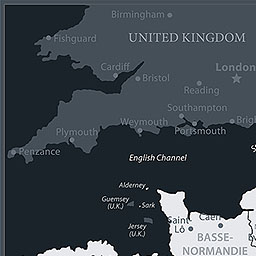 Birmingham
UNITED KINGDOM
Fishguard
Cardiff
Bristol
London
Reading
Southampton
Weymouth
Plymouth
Portsmouth
Penzance
English Channel
Alderney
Guernsey
(U.K.)
Sark
Jersey
(U.K.)
Saint-
Lô
Caen
BASSE-
NORMANDIE